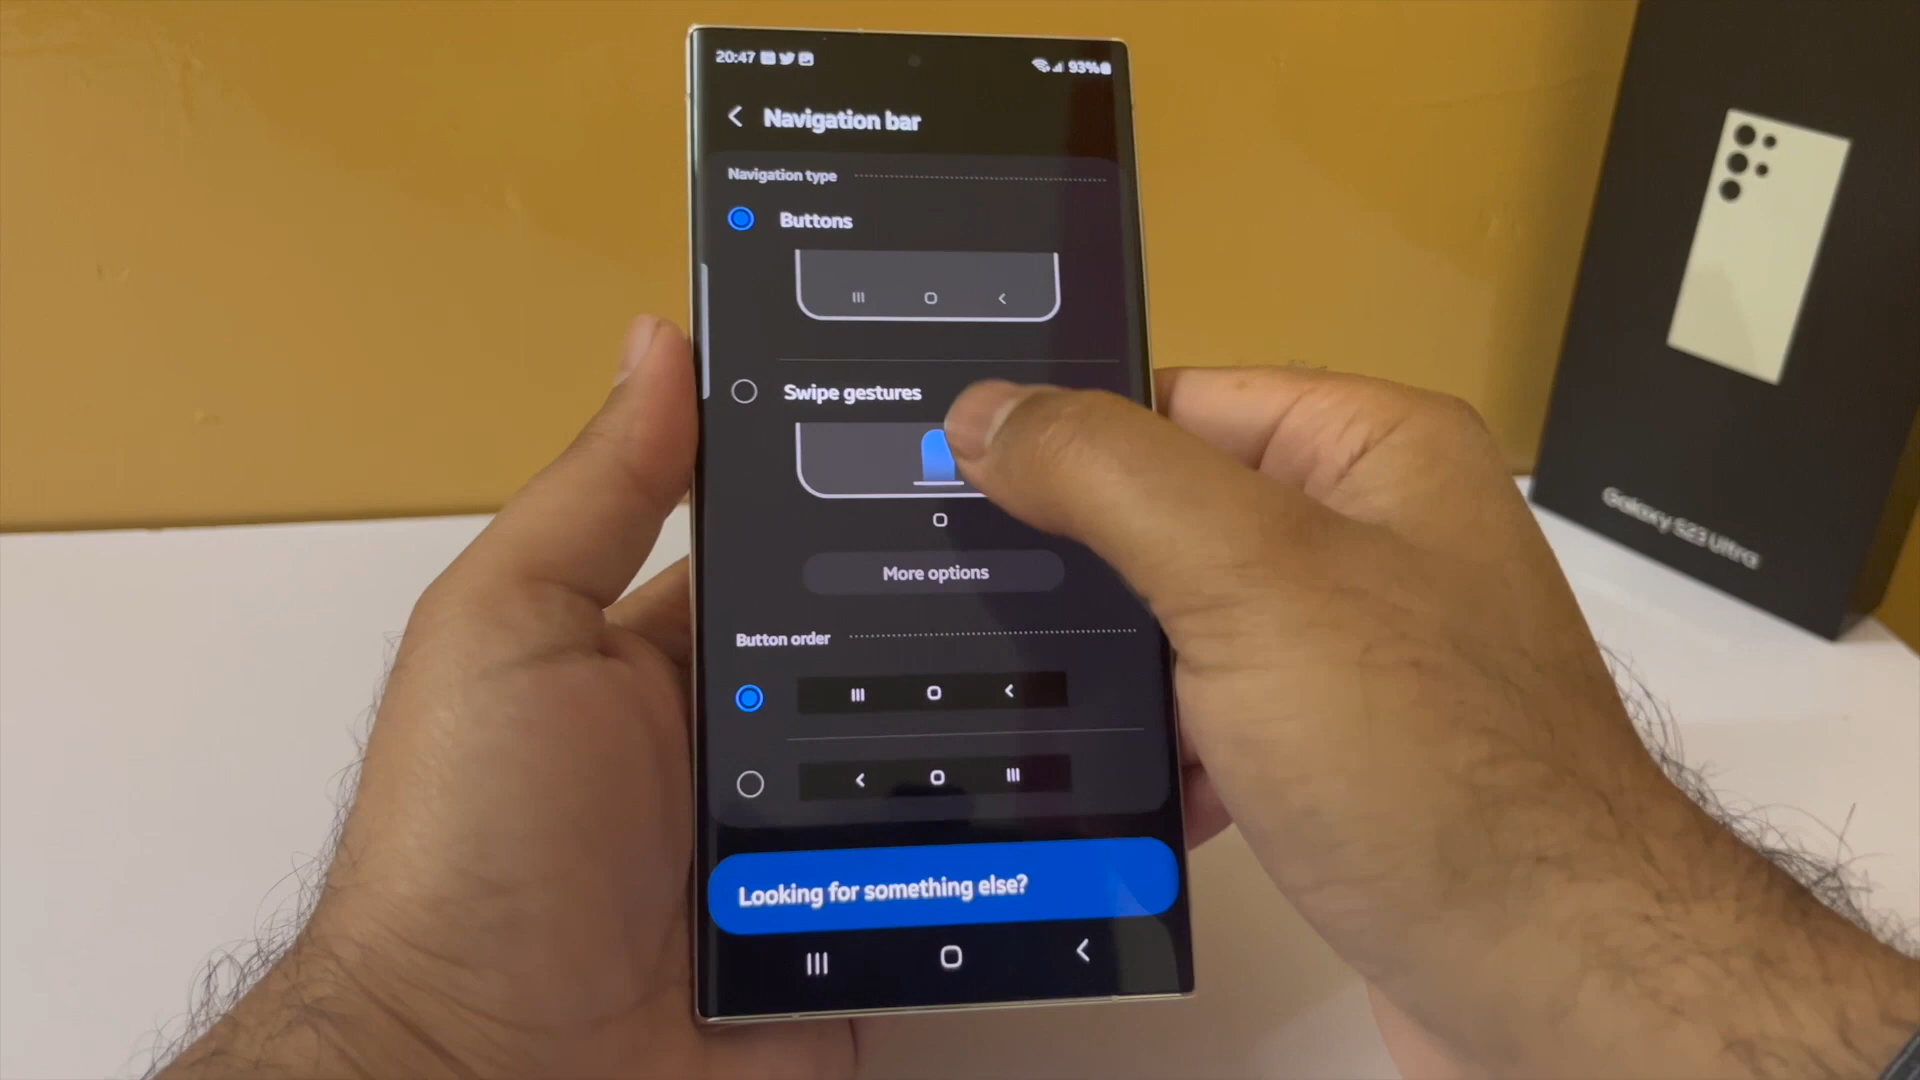 20:47 93%
Navigation bar
Navigation type
Buttons
Swipe gestures
More options
Button order
Looking for something else?
Galaxy S23 Ultra